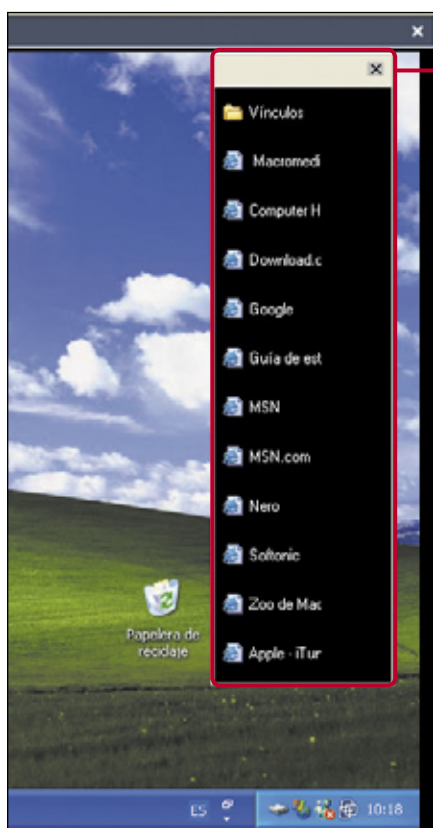 Vínculos
Macromedi
Computer H
Download.c
Google
Guía de est
MSN
MSN.com
Nero
Softonic
Zoo de Mac
Apple - iTur
Papelera de
reciclaje
ES
10:18